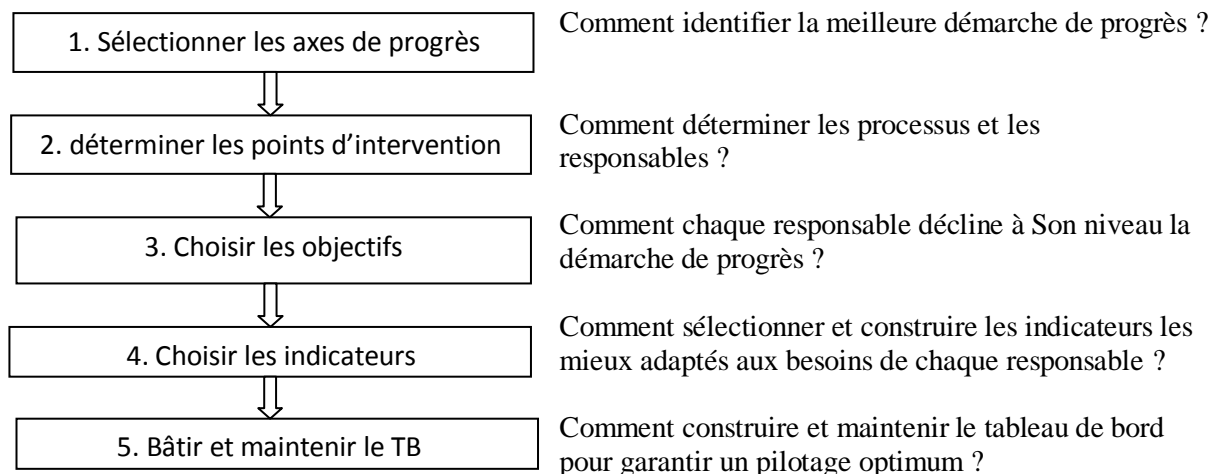 1. Sélectionner les axes de progrès
Comment identifier la meilleure démarche de progrès ?
2. déterminer les points d’intervention
Comment déterminer les processus et les
responsables ?
3. Choisir les objectifs
Comment chaque responsable décline à Son niveau la
démarche de progrès ?
4. Choisir les indicateurs
Comment sélectionner et construire les indicateurs les
mieux adaptés aux besoins de chaque responsable ?
5. Bâtir et maintenir le TB
Comment construire et maintenir le tableau de bord
pour garantir un pilotage optimum ?